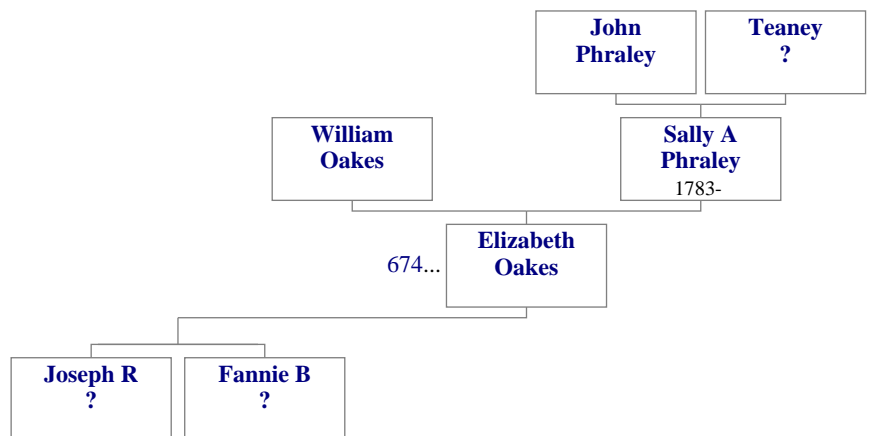 John
Phraley
Teaney
?
William
Oakes
Sally A
Phraley
1783-
674...
Elizabeth
Oakes
Joseph R
?
Fannie B
?